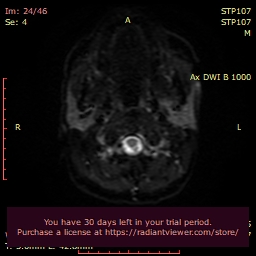 Im: 24/46
STP107
Se: 4
STP107
M
A
Ax DWI B 1000
R
L
You have 30 days left in your trial period.
Purchase a license at https://radiantviewer.com/store/